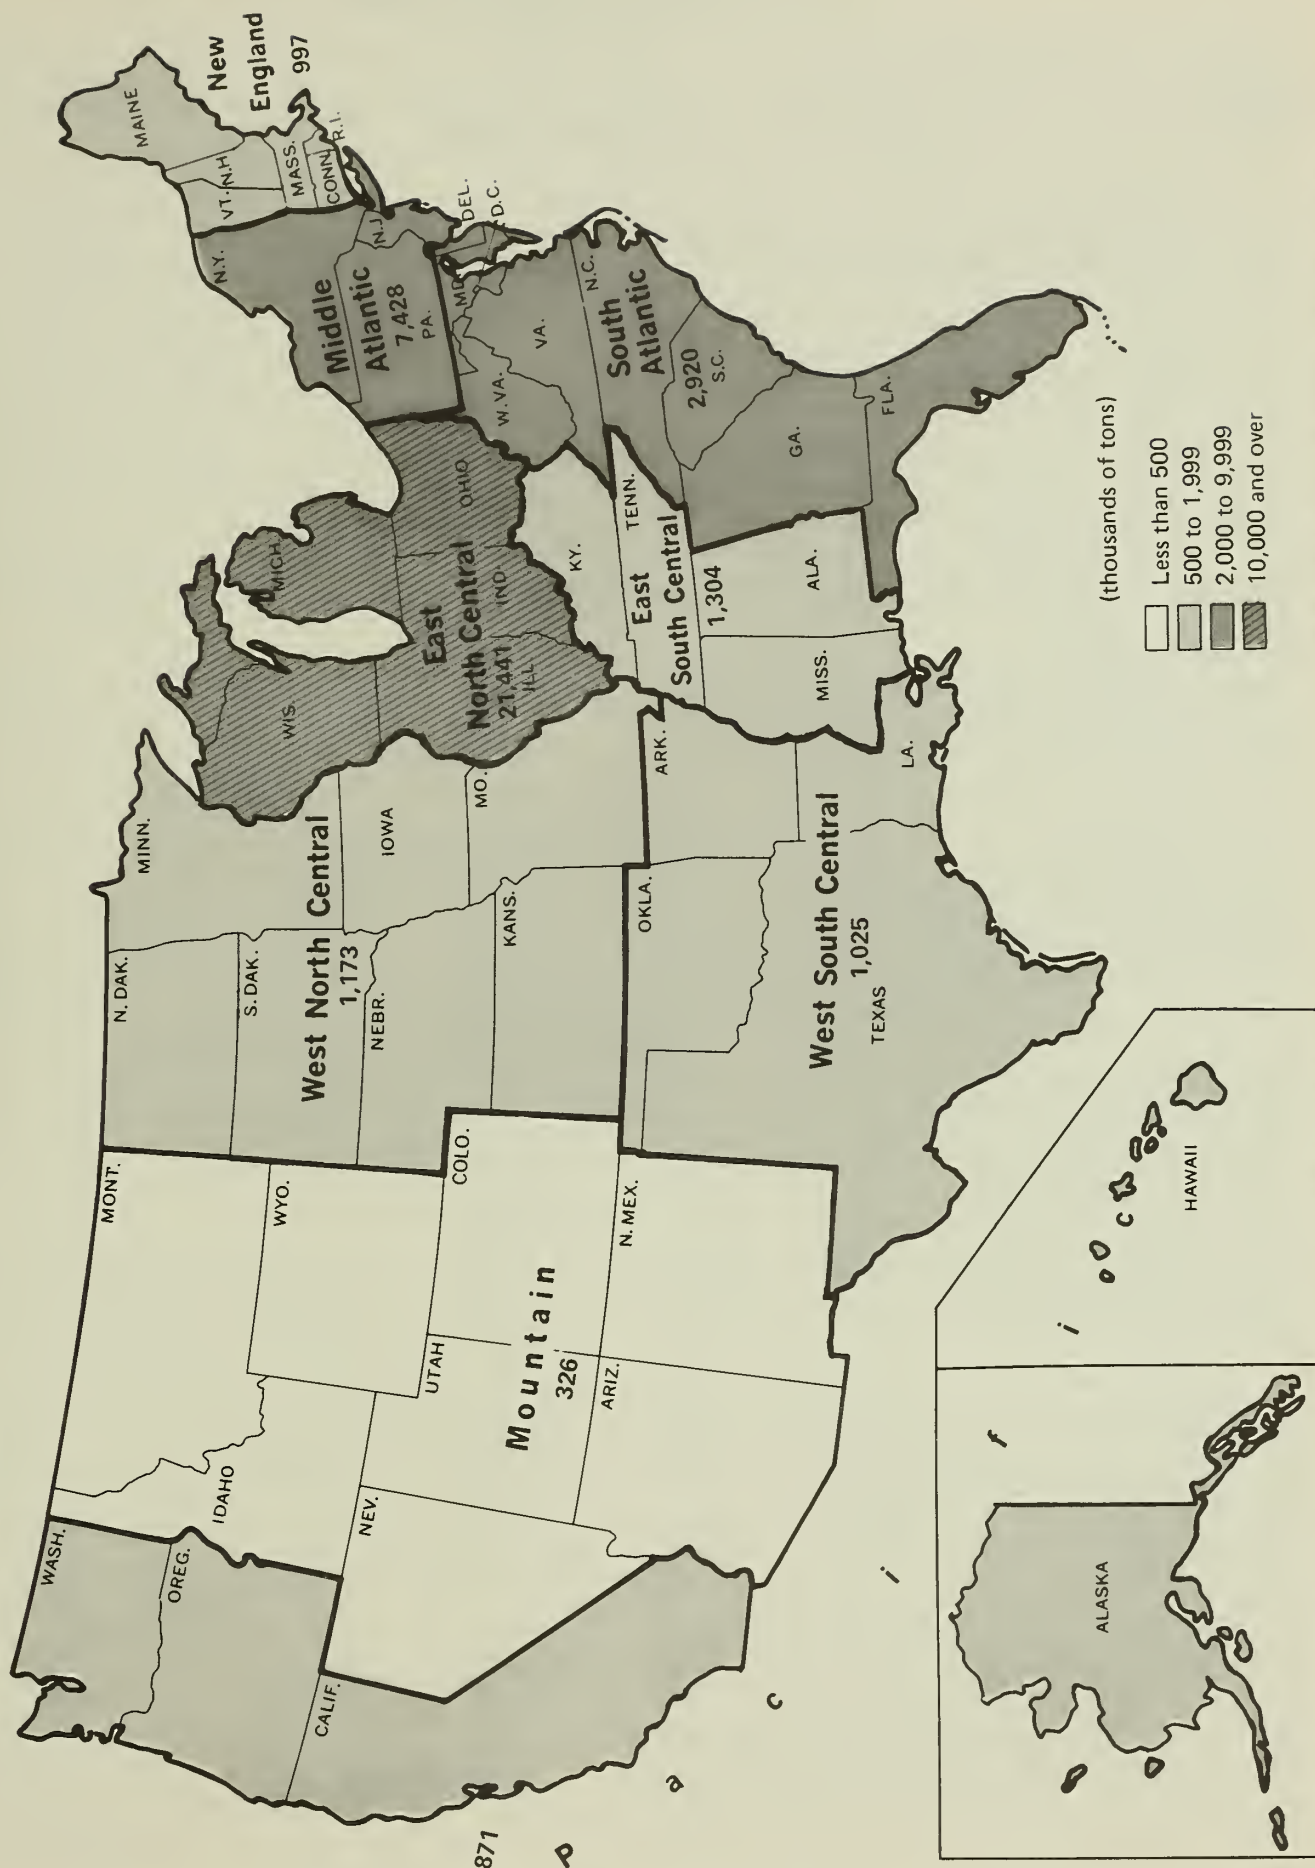 WASH.
OREG.
CALIF.
871
P a c i f i c
IDAHO
NEV.
MONT.
WYO.
UTAH
COLO.
Mountain
326
ARIZ.
N. MEX.
N. DAK.
S. DAK.
West North Central
1,173
NEBR.
KANS.
MINN.
IOWA
MO.
OKLA.
ARK.
West South Central
1,025
TEXAS
LA.
WIS.
MICH.
East
North Central
21,441
ILL.
IND.
OHIO
KY.
TENN.
East
South Central
1,304
MISS.
ALA.
N.Y.
Middle
Atlantic
7,428
PA.
N.J.
MAINE
VT.
N.H.
MASS.
CONN.
R.I.
New
England
997
DEL.
D.C.
MD.
W.VA.
VA.
N.C.
South
Atlantic
2,920
S.C.
GA.
FLA.
ALASKA
HAWAII
(thousands of tons)
Less than 500
500 to 1,999
2,000 to 9,999
10,000 and over